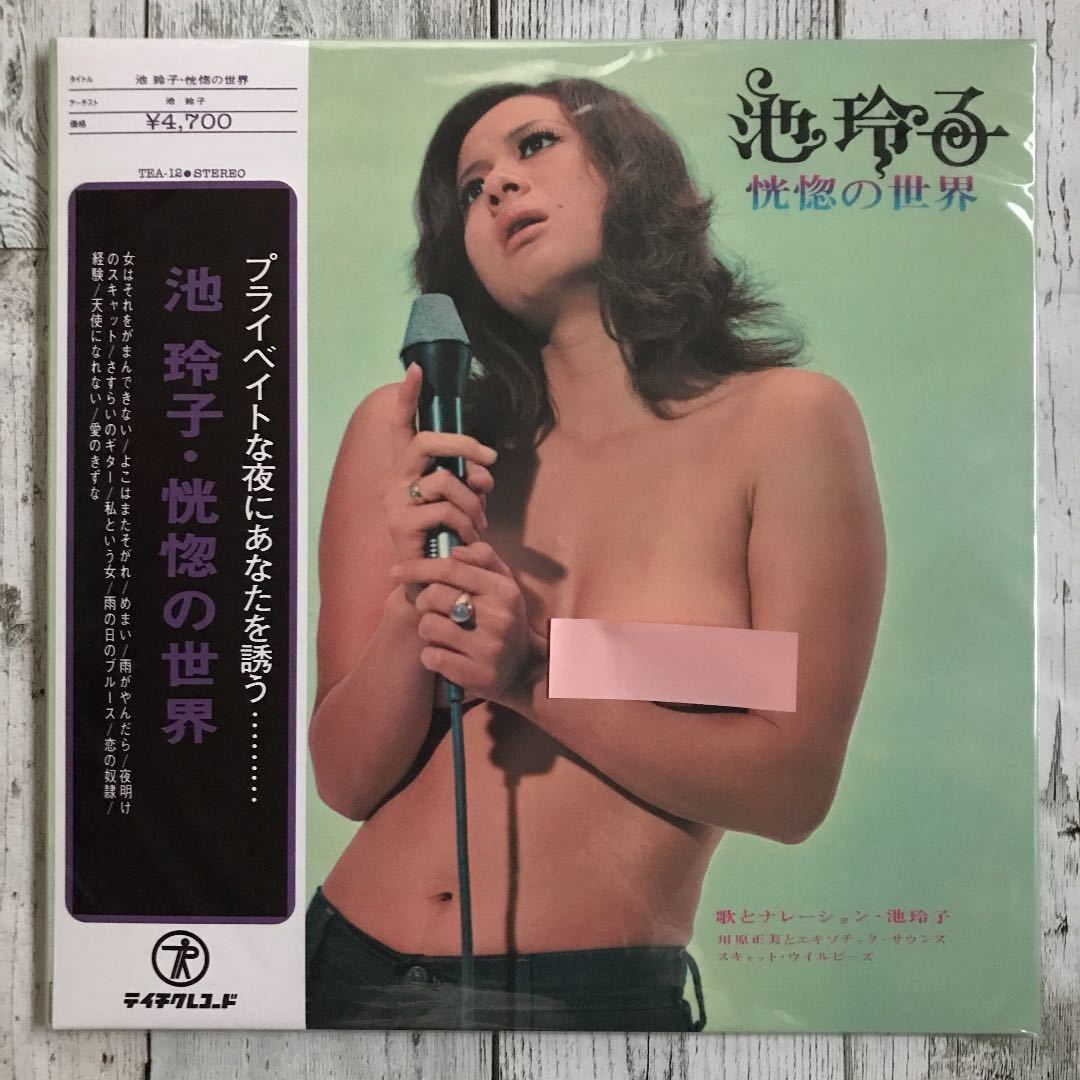 タイトル 池 玲子・恍惚の世界
アーチスト 池 玲子
価格 ¥4,700
TEA-12●STEREO
プライベイトな夜にあなたを誘う………
池 玲子・恍惚の世界
女はそれをがまんできない/よこはまたそがれ/めまい/雨がやんだら/夜明け
のスキャット/さすらいのギター/私という女/雨の日のブルース/恋の奴隷/
経験/天使になれない/愛のきずな
テイチクレコード
池玲子
恍惚の世界
歌とナレーション・池玲子
川原正美とエキゾチック・サウンズ
スキャット・ウイルビーズ